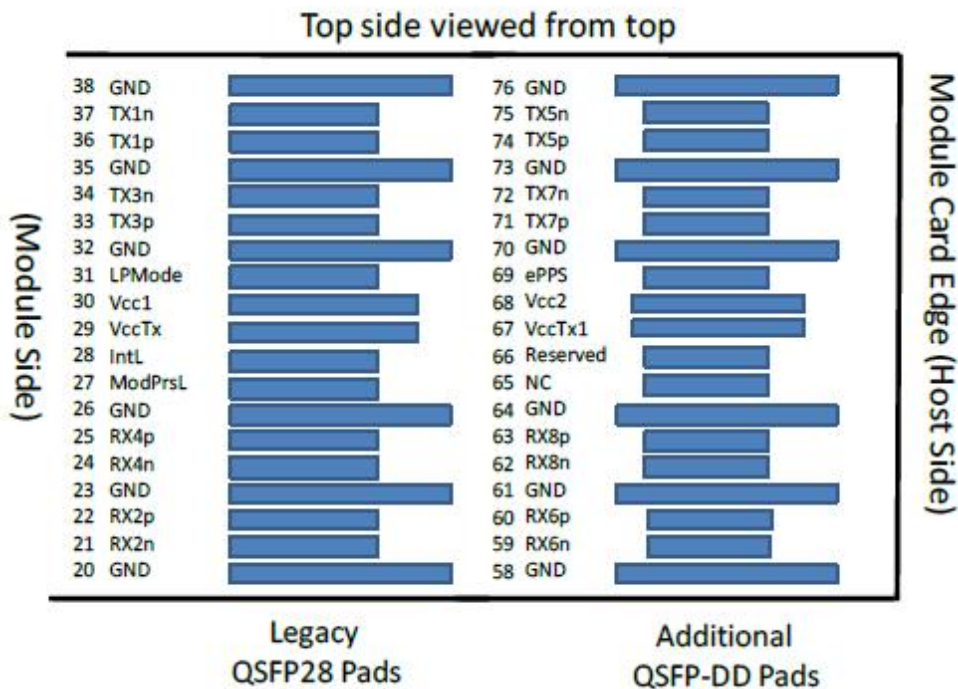 Top side viewed from top
38 GND 76 GND
37 TX1n 75 TX5n
36 TX1p 74 TX5p
35 GND 73 GND
34 TX3n 72 TX7n
33 TX3p 71 TX7p
32 GND 70 GND
31 LPMode 69 ePPS
30 Vcc1 68 Vcc2
29 VccTx 67 VccTx1
28 IntL 66 Reserved
27 ModPrsL 65 NC
26 GND 64 GND
25 RX4p 63 RX8p
24 RX4n 62 RX8n
23 GND 61 GND
22 RX2p 60 RX6p
21 RX2n 59 RX6n
20 GND 58 GND
(Module Side)
Module Card Edge (Host Side)
Legacy
QSFP28 Pads
Additional
QSFP-DD Pads